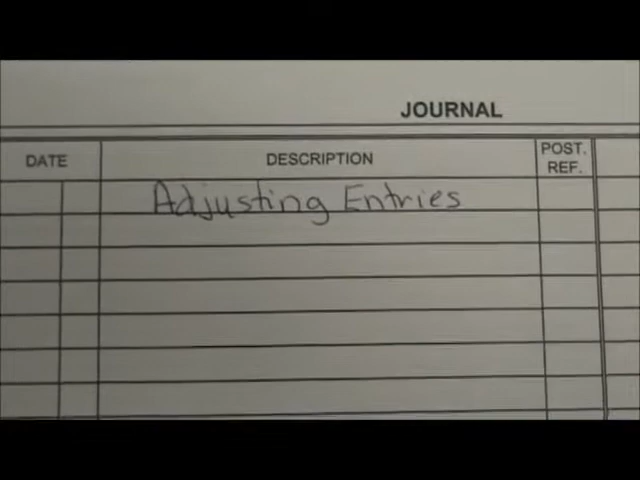 JOURNAL
DATE
DESCRIPTION
POST.
REF.
Adjusting Entries